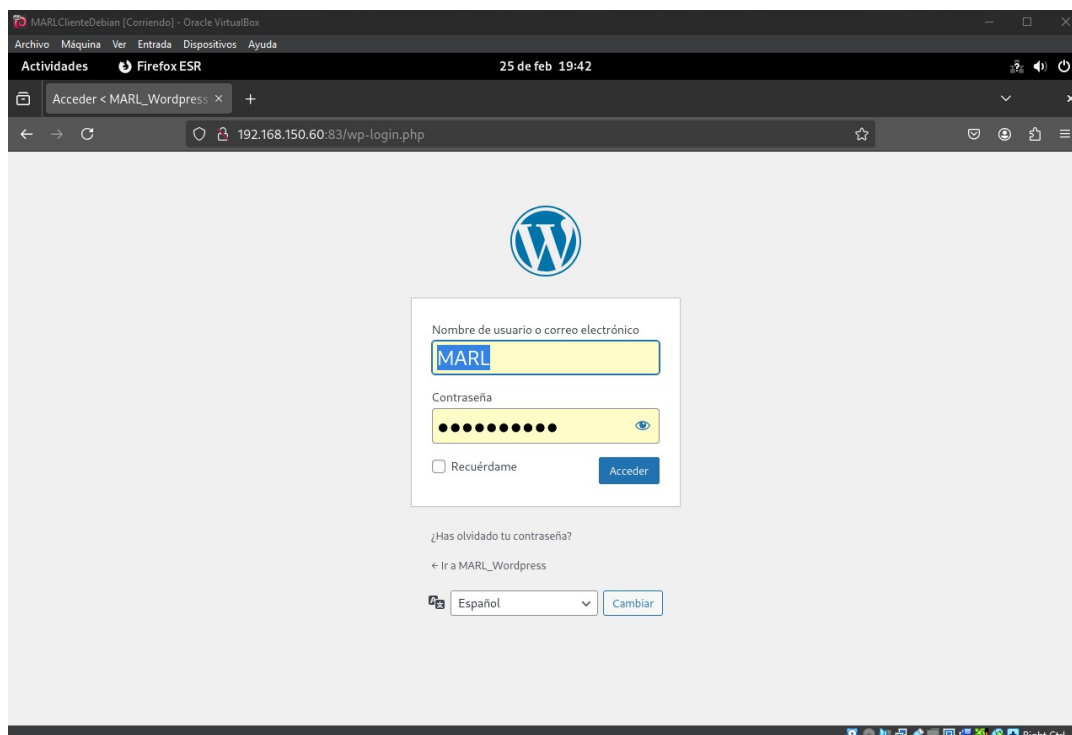 MARLClienteDebian [Corriendo] - Oracle VirtualBox
Archivo Máquina Ver Entrada Dispositivos Ayuda
Actividades Firefox ESR 25 de feb 19:42
Acceder < MARL_Wordpress
192.168.150.60:83/wp-login.php
Nombre de usuario o correo electrónico
MARL
Contraseña
Recuérdame Acceder
¿Has olvidado tu contraseña?
← Ir a MARL_Wordpress
Español Cambiar
Right Ctrl